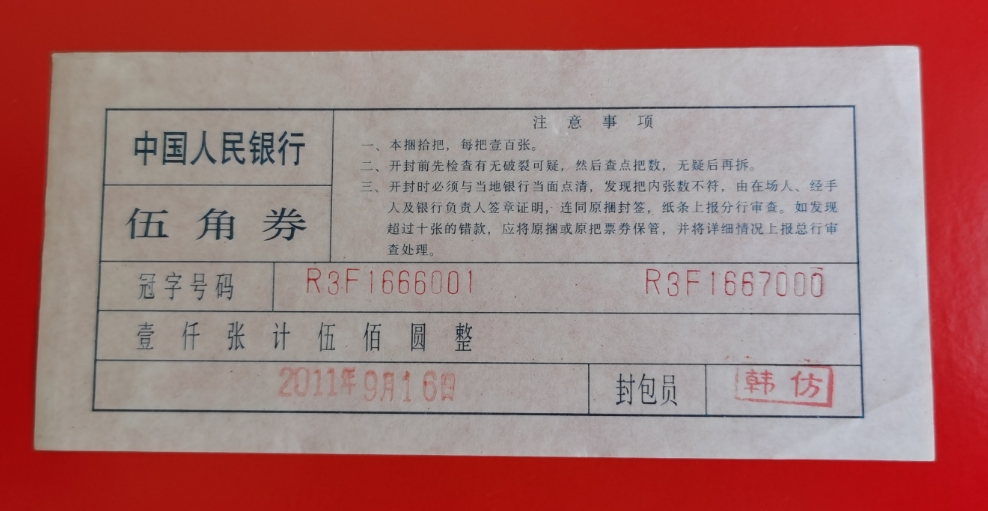 中国人民银行
伍角券
注意事项
一、本捆拾把，每把壹百张。
二、开封前先检查有无破裂可疑，然后查点把数，无疑后再拆。
三、开封时必须与当地银行当面点清，发现把内张数不符，由在场人、经手
人及银行负责人签章证明，连同原捆封签，纸条上报分行审查。如发现
超过十张的错款，应将原捆或原把票券保管，并将详细情况上报总行审
查处理。
冠字号码 R3F1666001 R3F1667000
壹仟张计伍佰圆整
2011年9月16日 封包员 韩仿